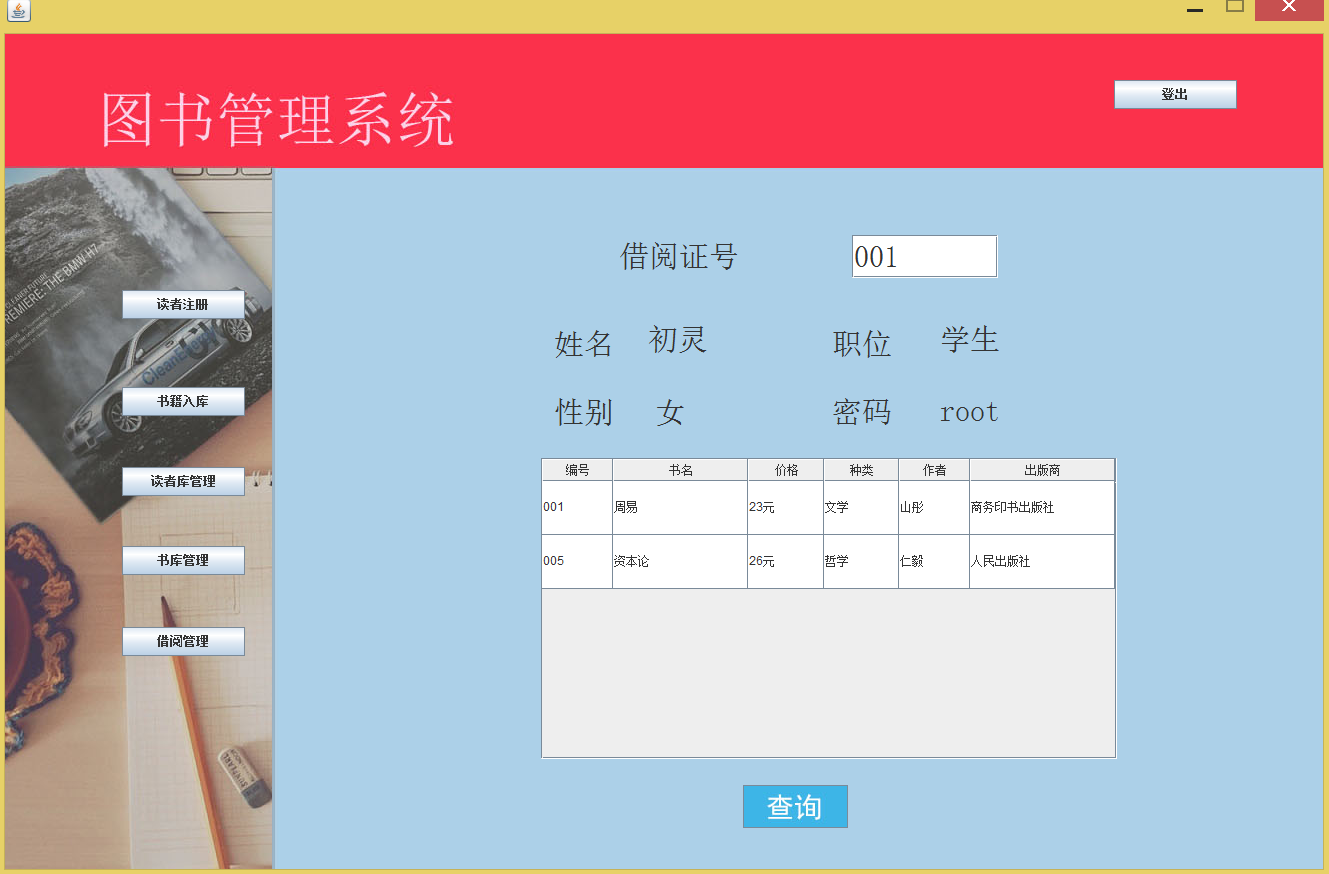 图书管理系统
登出
PREMIERE: THE BMW H7
读者注册
书籍入库
读者库管理
书库管理
借阅管理
借阅证号 001
姓名 初灵 职位 学生
性别 女 密码 root
编号 书名 价格 种类 作者 出版商
001 周易 23元 文学 山彤 商务印书出版社
005 资本论 26元 哲学 仁毅 人民出版社
查询